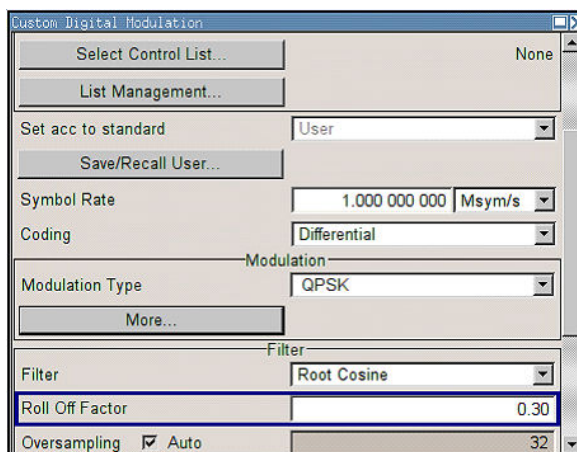 Custom Digital Modulation
Select Control List... None
List Management...
Set acc to standard User
Save/Recall User...
Symbol Rate 1.000 000 000 Msym/s
Coding Differential
Modulation
Modulation Type QPSK
More...
Filter
Filter Root Cosine
Roll Off Factor 0.30
Oversampling Auto 32